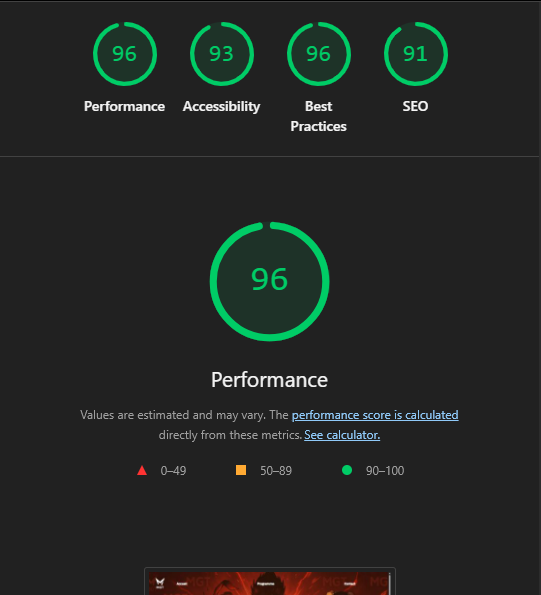 96 93 96 91
Performance Accessibility Best Practices SEO
96
Performance
Values are estimated and may vary. The performance score is calculated
directly from these metrics. See calculator.
0–49 50–89 90–100